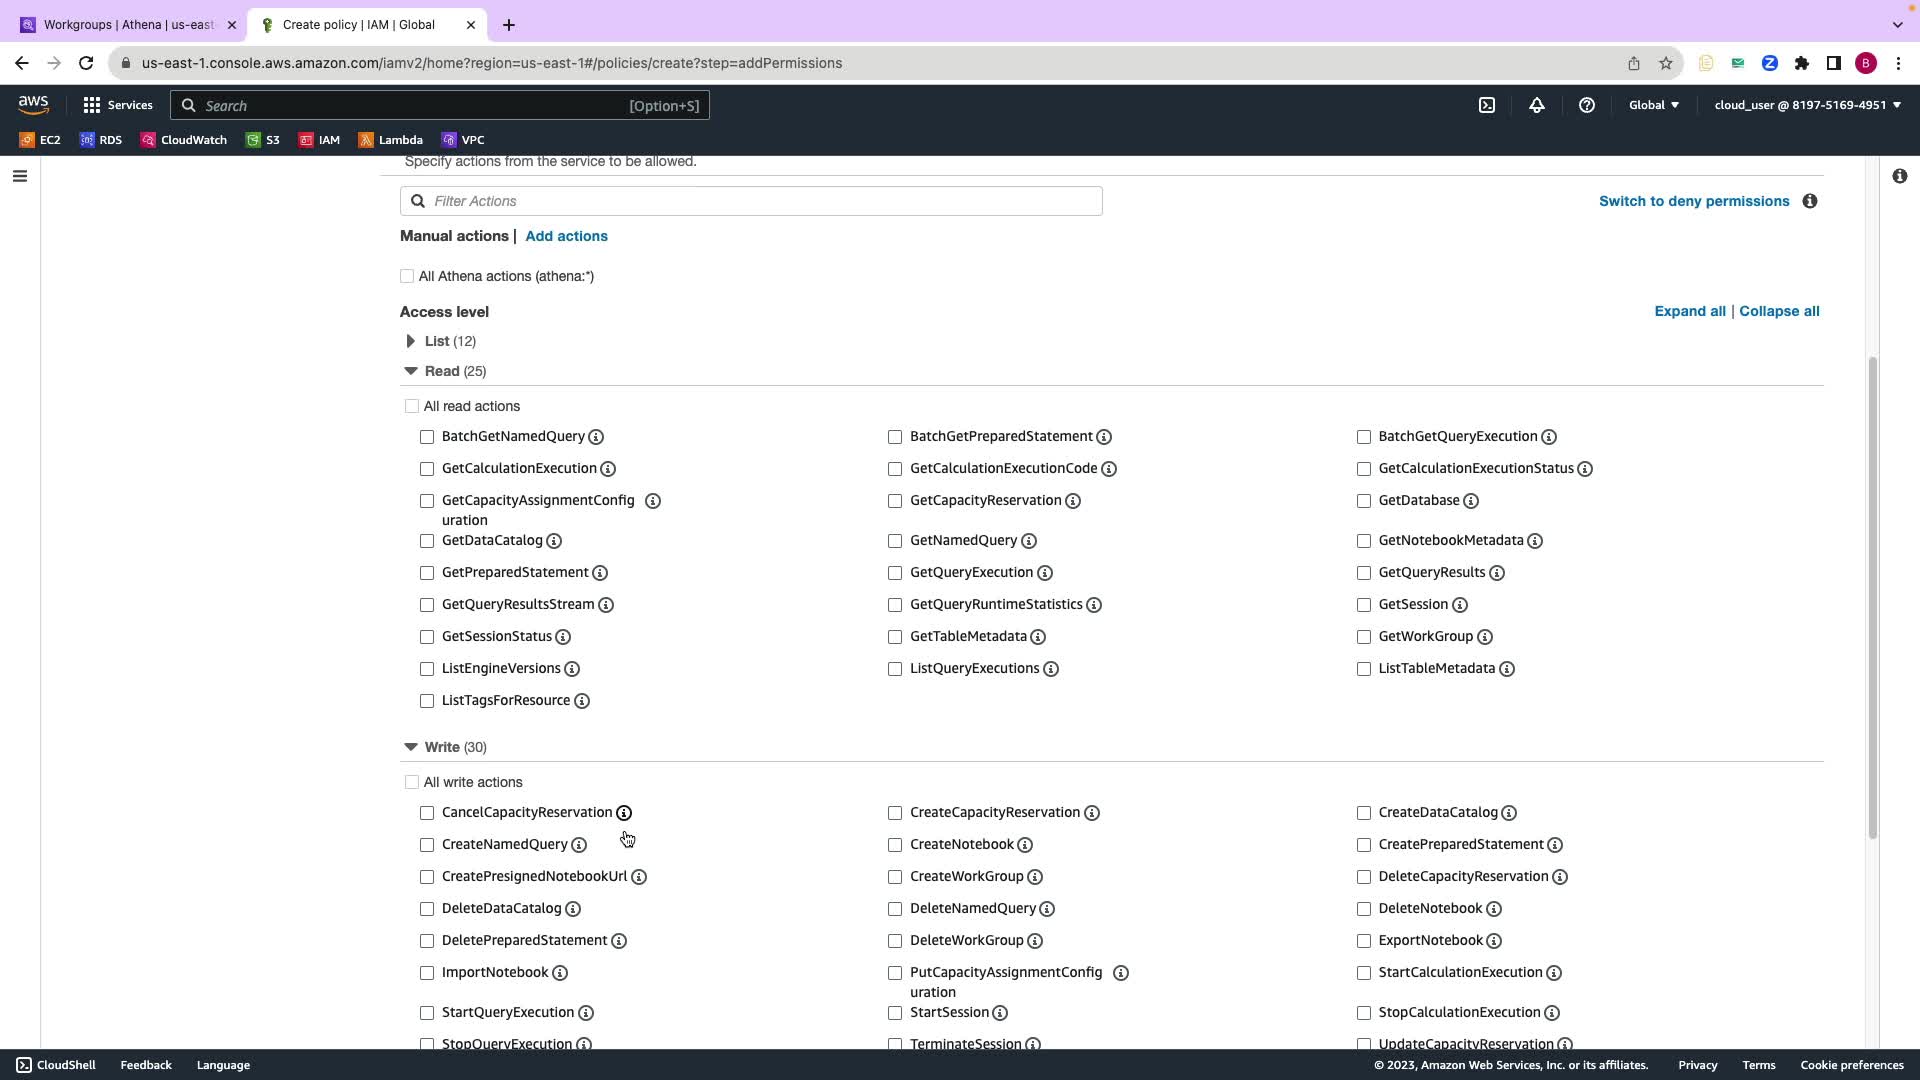 Workgroups | Athena | us-east-
Create policy | IAM | Global
us-east-1.console.aws.amazon.com/iamv2/home?region=us-east-1#/policies/create?step=addPermissions
B
aws
Services
Search
[Option+S]
Global
cloud_user @ 8197-5169-4951
EC2
RDS
CloudWatch
S3
IAM
Lambda
VPC
Specify actions from the service to be allowed.
Filter Actions
Switch to deny permissions
Manual actions | Add actions
All Athena actions (athena:*)
Access level
Expand all | Collapse all
List (12)
Read (25)
All read actions
BatchGetNamedQuery
BatchGetPreparedStatement
BatchGetQueryExecution
GetCalculationExecution
GetCalculationExecutionCode
GetCalculationExecutionStatus
GetCapacityAssignmentConfig
uration
GetCapacityReservation
GetDatabase
GetDataCatalog
GetNamedQuery
GetNotebookMetadata
GetPreparedStatement
GetQueryExecution
GetQueryResults
GetQueryResultsStream
GetQueryRuntimeStatistics
GetSession
GetSessionStatus
GetTableMetadata
GetWorkGroup
ListEngineVersions
ListQueryExecutions
ListTableMetadata
ListTagsForResource
Write (30)
All write actions
CancelCapacityReservation
CreateCapacityReservation
CreateDataCatalog
CreateNamedQuery
CreateNotebook
CreatePreparedStatement
CreatePresignedNotebookUrl
CreateWorkGroup
DeleteCapacityReservation
DeleteDataCatalog
DeleteNamedQuery
DeleteNotebook
DeletePreparedStatement
DeleteWorkGroup
ExportNotebook
ImportNotebook
PutCapacityAssignmentConfig
uration
StartCalculationExecution
StartQueryExecution
StartSession
StopCalculationExecution
StopQueryExecution
TerminateSession
UpdateCapacityReservation
CloudShell
Feedback
Language
© 2023, Amazon Web Services, Inc. or its affiliates.
Privacy
Terms
Cookie preferences